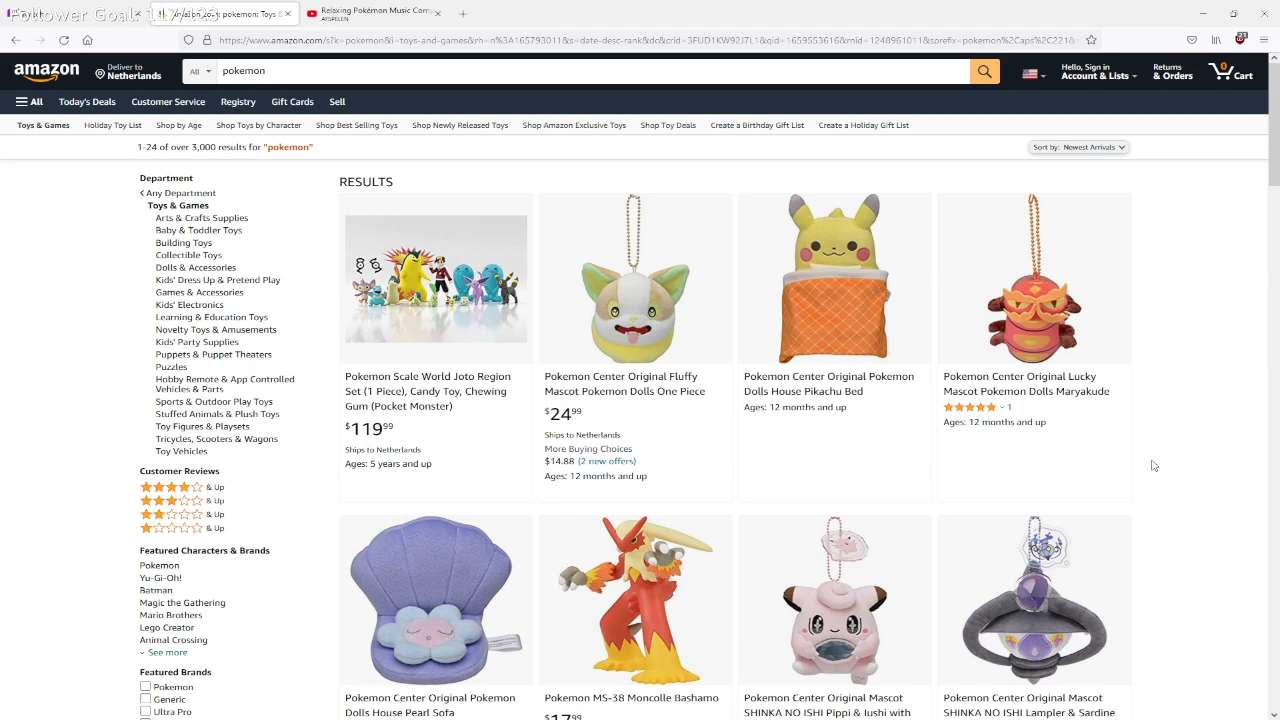 Follower Goal: 117/150
Amazon.com: pokemon: Toys &
Relaxing Pokémon Music Com
AFSPELEN
https://www.amazon.com/s?k=pokemon&i=toys-and-games&rh=n%3A165793011&s=date-desc-rank&dc&crid=3FUD1KW92J7L1&qid=1659553616&rnid=1248961011&sprefix=pokemon%2Caps%2C221&
23
amazon
Deliver to
Netherlands
All
pokemon
Hello, Sign in
Account & Lists
Returns
& Orders
0
Cart
All
Today's Deals
Customer Service
Registry
Gift Cards
Sell
Toys & Games
Holiday Toy List
Shop by Age
Shop Toys by Character
Shop Best Selling Toys
Shop Newly Released Toys
Shop Amazon Exclusive Toys
Shop Toy Deals
Create a Birthday Gift List
Create a Holiday Gift List
1-24 of over 3,000 results for "pokemon"
Sort by: Newest Arrivals
Department
Any Department
Toys & Games
Arts & Crafts Supplies
Baby & Toddler Toys
Building Toys
Collectible Toys
Dolls & Accessories
Kids' Dress Up & Pretend Play
Games & Accessories
Kids' Electronics
Learning & Education Toys
Novelty Toys & Amusements
Kids' Party Supplies
Puppets & Puppet Theaters
Puzzles
Hobby Remote & App Controlled
Vehicles & Parts
Sports & Outdoor Play Toys
Stuffed Animals & Plush Toys
Toy Figures & Playsets
Tricycles, Scooters & Wagons
Toy Vehicles
Customer Reviews
& Up
& Up
& Up
& Up
Featured Characters & Brands
Pokemon
Yu-Gi-Oh!
Batman
Magic the Gathering
Mario Brothers
Lego Creator
Animal Crossing
See more
Featured Brands
Pokemon
Generic
Ultra Pro
RESULTS
Pokemon Scale World Joto Region
Set (1 Piece), Candy Toy, Chewing
Gum (Pocket Monster)
$119 99
Ships to Netherlands
Ages: 5 years and up
Pokemon Center Original Fluffy
Mascot Pokemon Dolls One Piece
$24 99
Ships to Netherlands
More Buying Choices
$14.88 (2 new offers)
Ages: 12 months and up
Pokemon Center Original Pokemon
Dolls House Pikachu Bed
Ages: 12 months and up
Pokemon Center Original Lucky
Mascot Pokemon Dolls Maryakude
1
Ages: 12 months and up
Pokemon Center Original Pokemon
Dolls House Pearl Sofa
Pokemon MS-38 Moncolle Bashamo
$17 99
Pokemon Center Original Mascot
SHINKA NO ISHI Pippi & Iushi with
Pokemon Center Original Mascot
SHINKA NO ISHI Lampler & Sardine